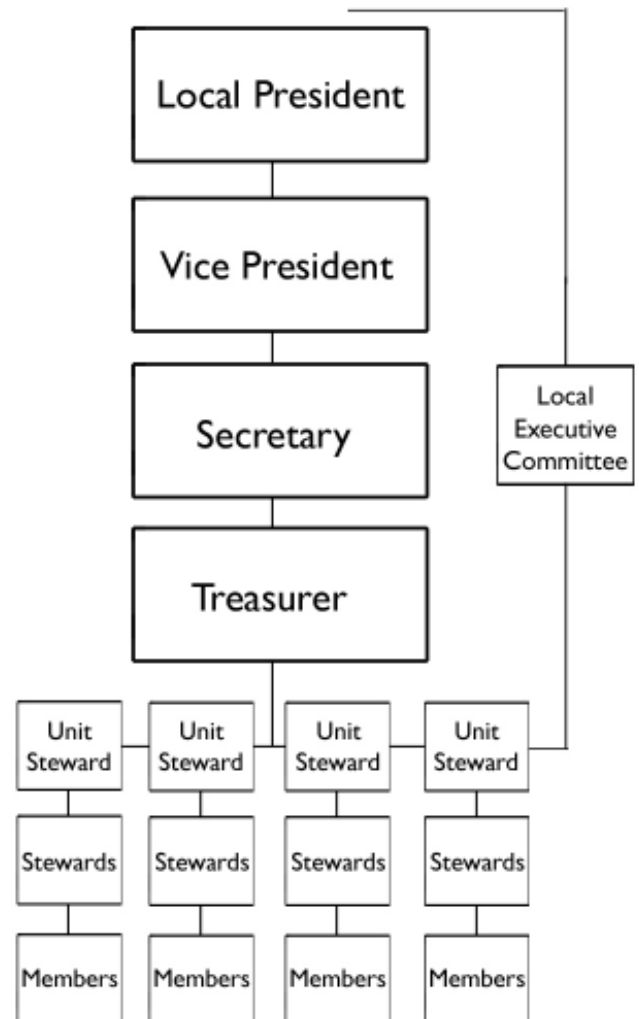 Local President
Vice President
Secretary
Local
Executive
Committee
Treasurer
Unit
Steward
Unit
Steward
Unit
Steward
Unit
Steward
Stewards
Stewards
Stewards
Stewards
Members
Members
Members
Members